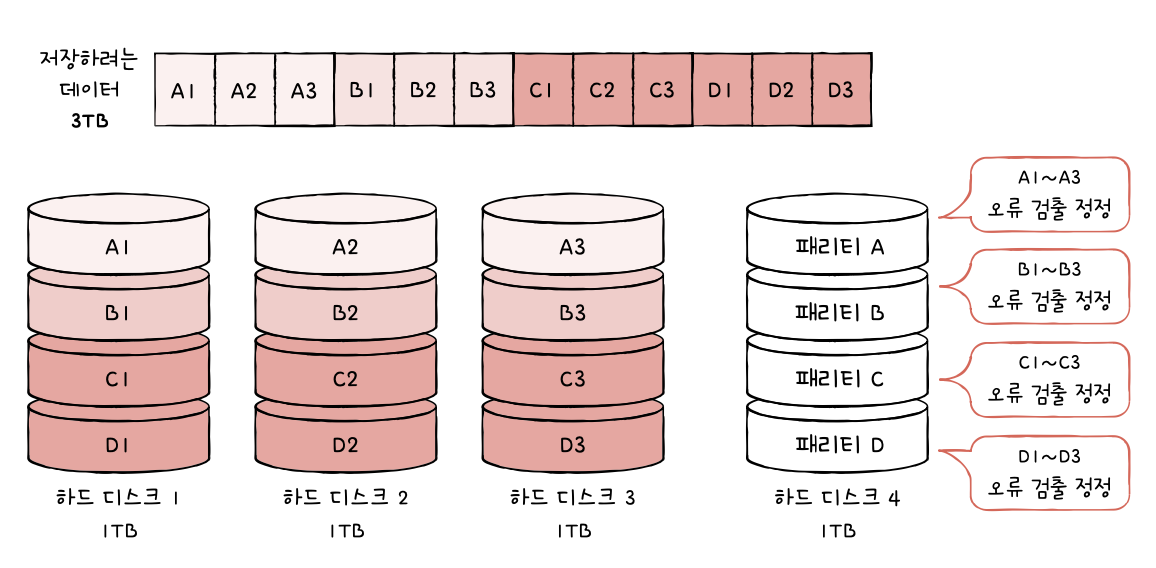 저장하려는
데이터
3TB
A1 A2 A3 B1 B2 B3 C1 C2 C3 D1 D2 D3
A1 A2 A3 패리티 A
B1 B2 B3 패리티 B
C1 C2 C3 패리티 C
D1 D2 D3 패리티 D
A1~A3
오류 검출 정정
B1~B3
오류 검출 정정
C1~C3
오류 검출 정정
D1~D3
오류 검출 정정
하드 디스크 1 하드 디스크 2 하드 디스크 3 하드 디스크 4
1TB 1TB 1TB 1TB